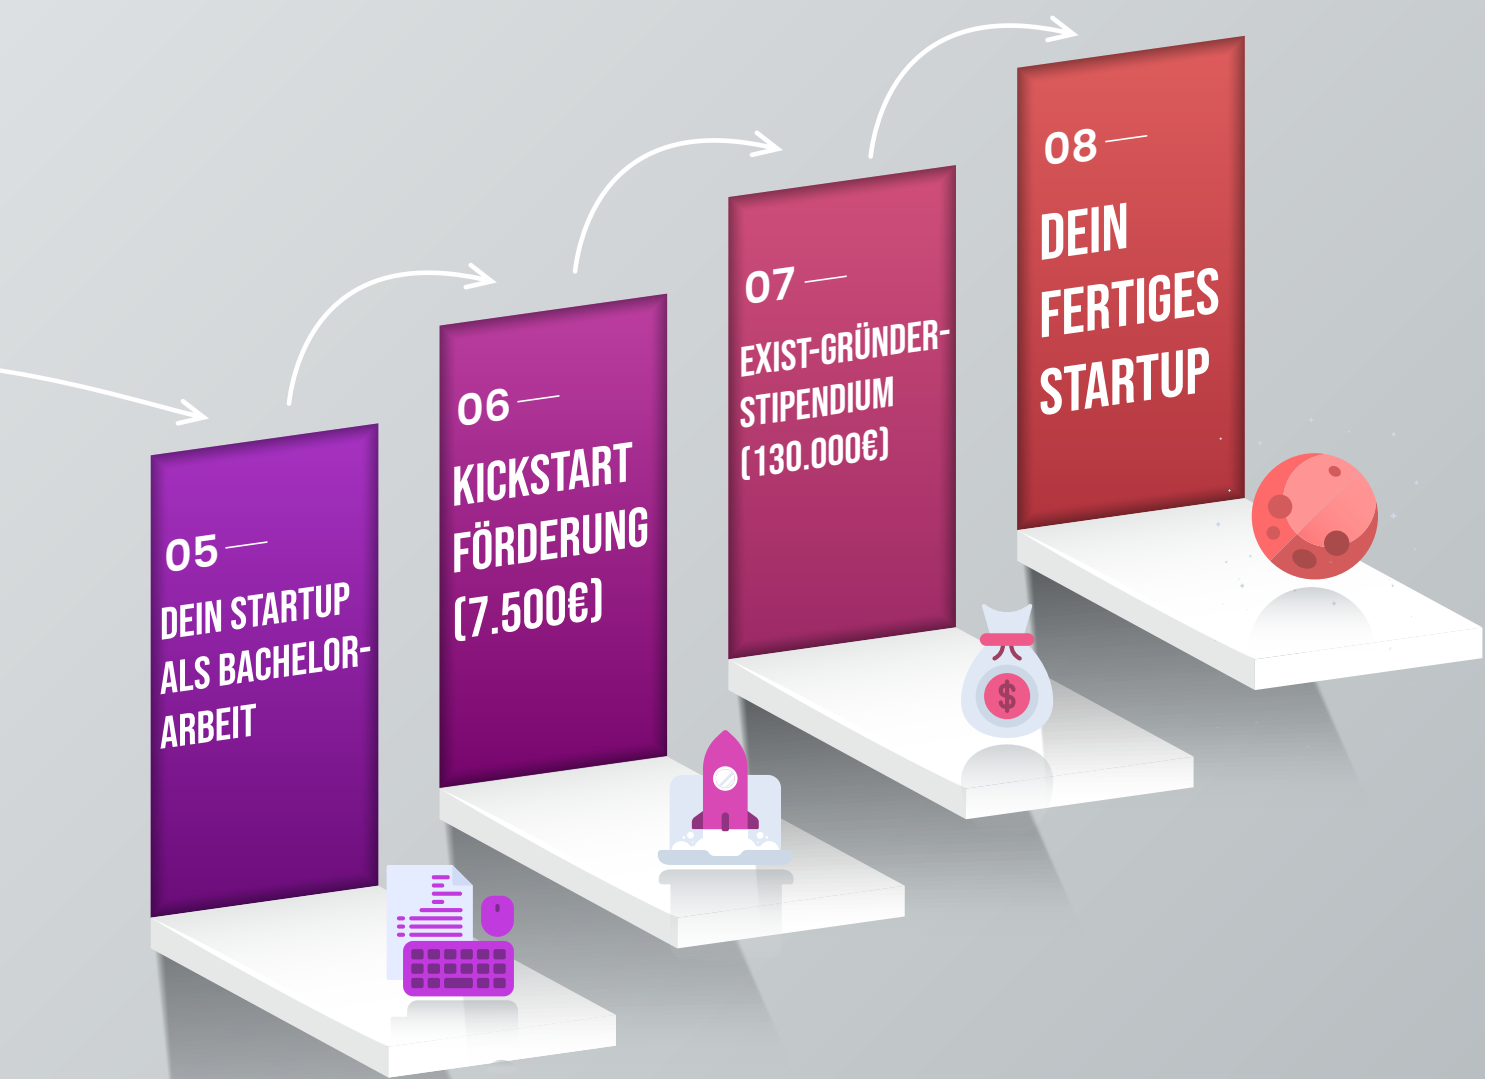 05
DEIN STARTUP
ALS BACHELOR-
ARBEIT
06
KICKSTART
FÖRDERUNG
(7.500€)
07
EXIST-GRÜNDER-
STIPENDIUM
(130.000€)
08
DEIN
FERTIGES
STARTUP
$